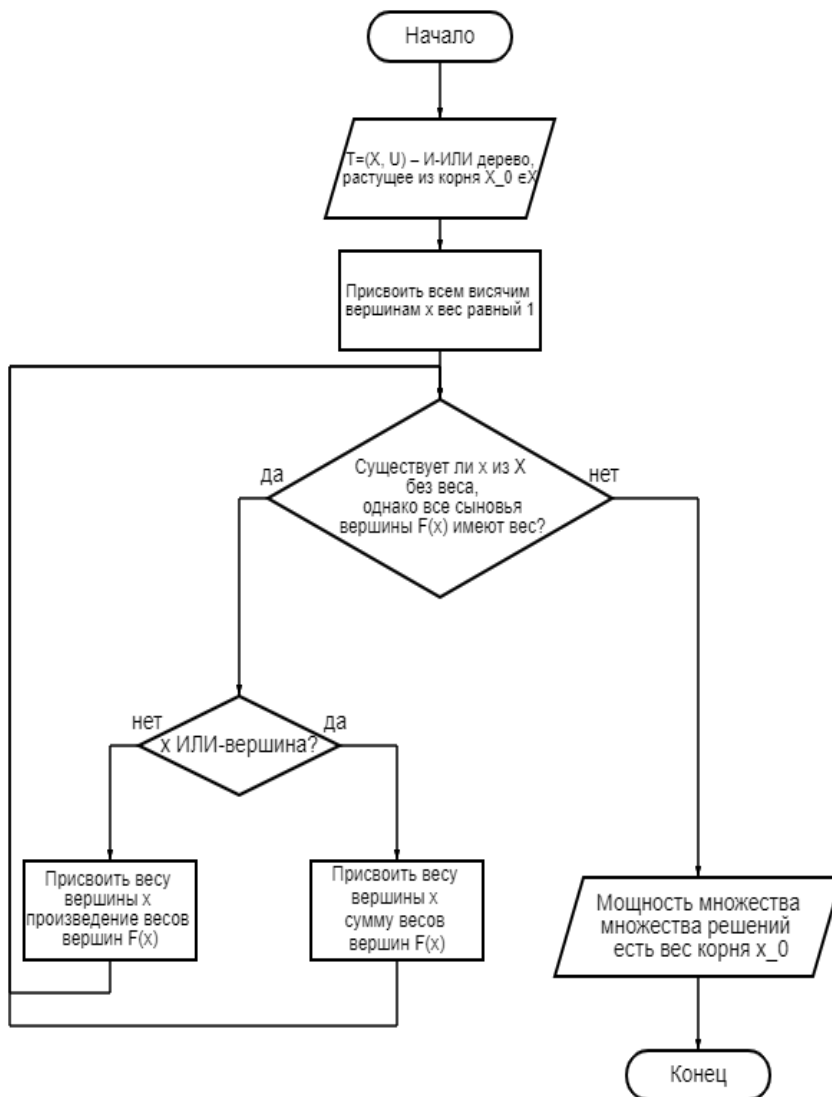 Начало
T=(X, U) – И-ИЛИ дерево,
растущее из корня X_0 ∈X
Присвоить всем висячим
вершинам x вес равный 1
да
Существует ли x из X
без веса,
однако все сыновья
вершины F(x) имеют вес?
нет
нет
x ИЛИ-вершина?
да
Присвоить весу
вершины x
произведение весов
вершин F(x)
Присвоить весу
вершины x
сумму весов
вершин F(x)
Мощность множества
множества решений
есть вес корня x_0
Конец